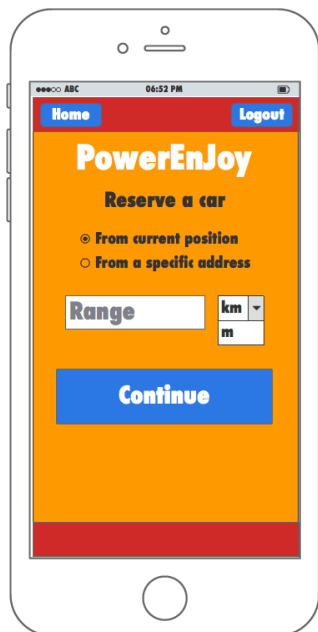 ABC 06:52 PM
Home Logout
PowerEnJoy
Reserve a car
From current position
From a specific address
Range km
m
Continue